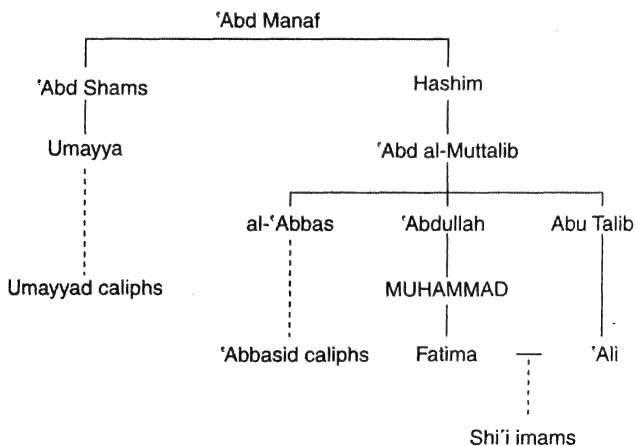 ʿAbd Manaf
ʿAbd Shams Hashim
Umayya ʿAbd al-Muttalib
al-ʿAbbas ʿAbdullah Abu Talib
Umayyad caliphs MUHAMMAD
ʿAbbasid caliphs Fatima ʿAli
Shiʿi imams